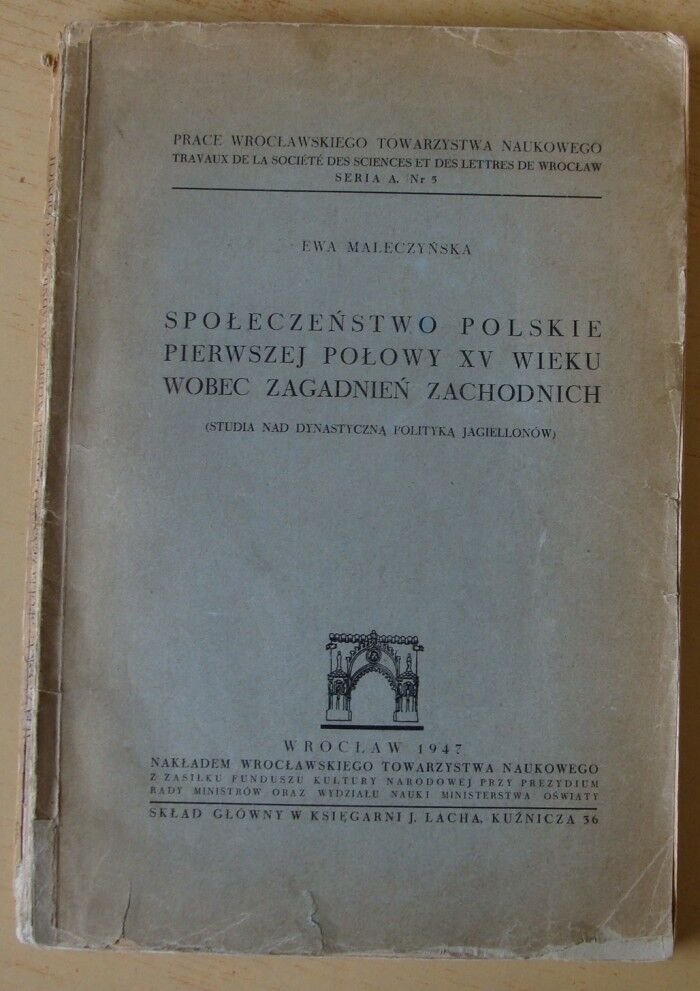 PRACE WROCŁAWSKIEGO TOWARZYSTWA NAUKOWEGO
TRAVAUX DE LA SOCIÉTÉ DES SCIENCES ET DES LETTRES DE WROCŁAW
SERIA A. Nr 5
EWA MALECZYŃSKA
SPOŁECZEŃSTWO POLSKIE
PIERWSZEJ POŁOWY XV WIEKU
WOBEC ZAGADNIEŃ ZACHODNICH
(STUDIA NAD DYNASTYCZNĄ POLITYKĄ JAGIELLONÓW)
WROCŁAW 1947
NAKŁADEM WROCŁAWSKIEGO TOWARZYSTWA NAUKOWEGO
Z ZASIŁKU FUNDUSZU KULTURY NARODOWEJ PRZY PREZYDIUM
RADY MINISTRÓW ORAZ WYDZIAŁU NAUKI MINISTERSTWA OŚWIATY
SKŁAD GŁÓWNY W KSIĘGARNI J. LACHA, KUŹNICZA 36